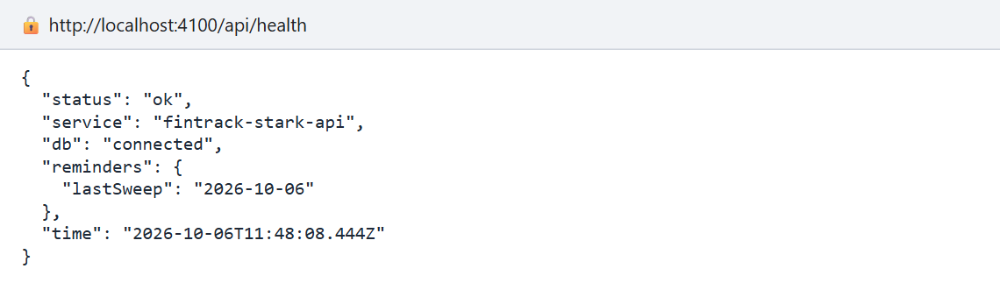 http://localhost:4100/api/health
{
  "status": "ok",
  "service": "fintrack-stark-api",
  "db": "connected",
  "reminders": {
    "lastSweep": "2026-10-06"
  },
  "time": "2026-10-06T11:48:08.444Z"
}